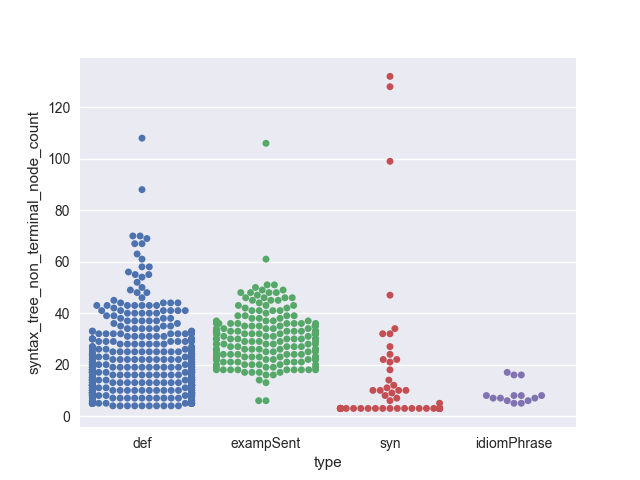 120
100
80
60
40
20
0
syntax_tree_non_terminal_node_count
def
exampSent
syn
idiomPhrase
type